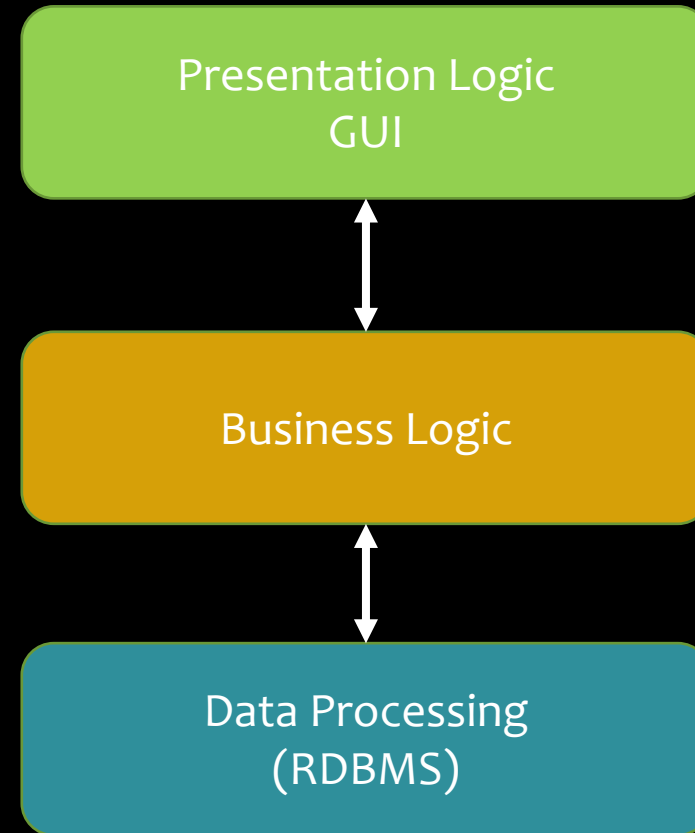 Presentation Logic
GUI
Business Logic
Data Processing
(RDBMS)